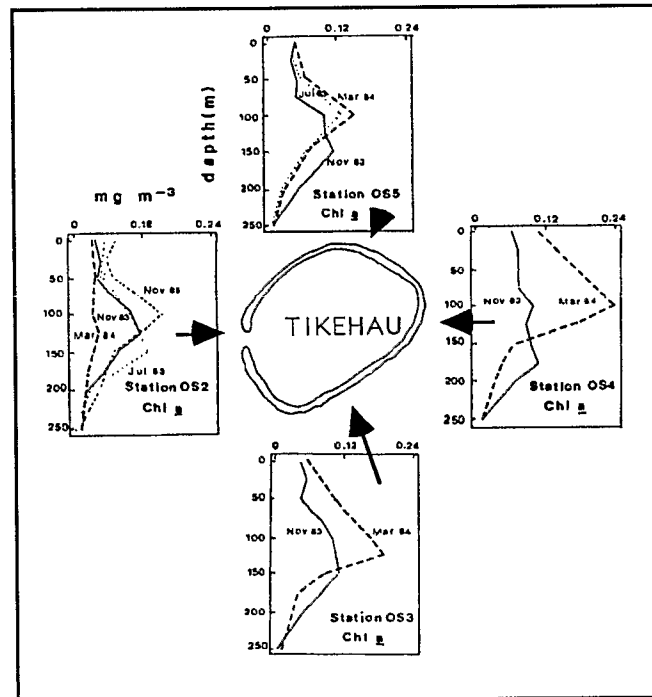 0 0.12 0.24
0
50
100
150
200
250
depth(m)
Jul 83
Mar 84
Nov 83
Station OS5
Chl a
mg m-3
0 0.12 0.24
0
50
100
150
200
250
Nov 83
Mar 84
Jul 83
Station OS2
Chl a
TIKEHAU
0 0.12 0.24
0
50
100
150
200
250
Nov 83
Mar 84
Station OS4
Chl a
0 0.24
0
50
100
150
200
250
Nov 83
Mar 84
Station OS3
Chl a